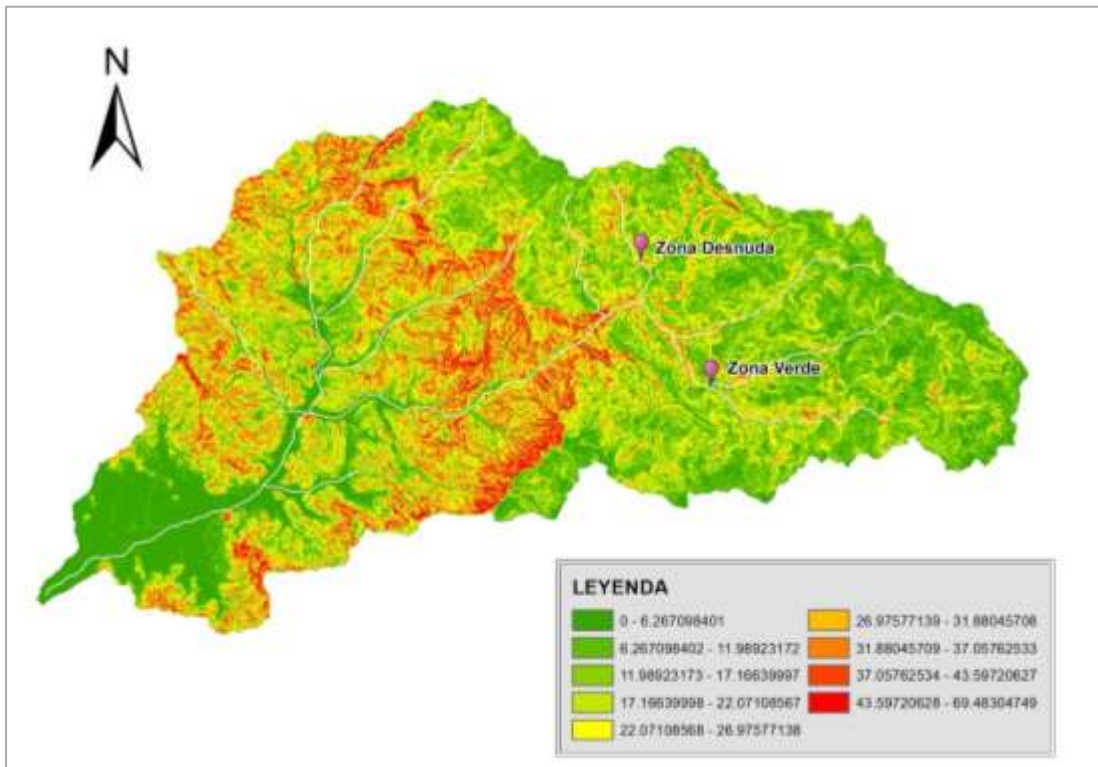 N
Zona Desnuda
Zona Verde
LEYENDA
0 - 6.267098401
6.267098402 - 11.98923172
11.98923173 - 17.16639997
17.16639998 - 22.07108567
22.07108568 - 26.97577138
26.97577139 - 31.88045708
31.88045709 - 37.05762533
37.05762534 - 43.59720627
43.59720628 - 69.48304749